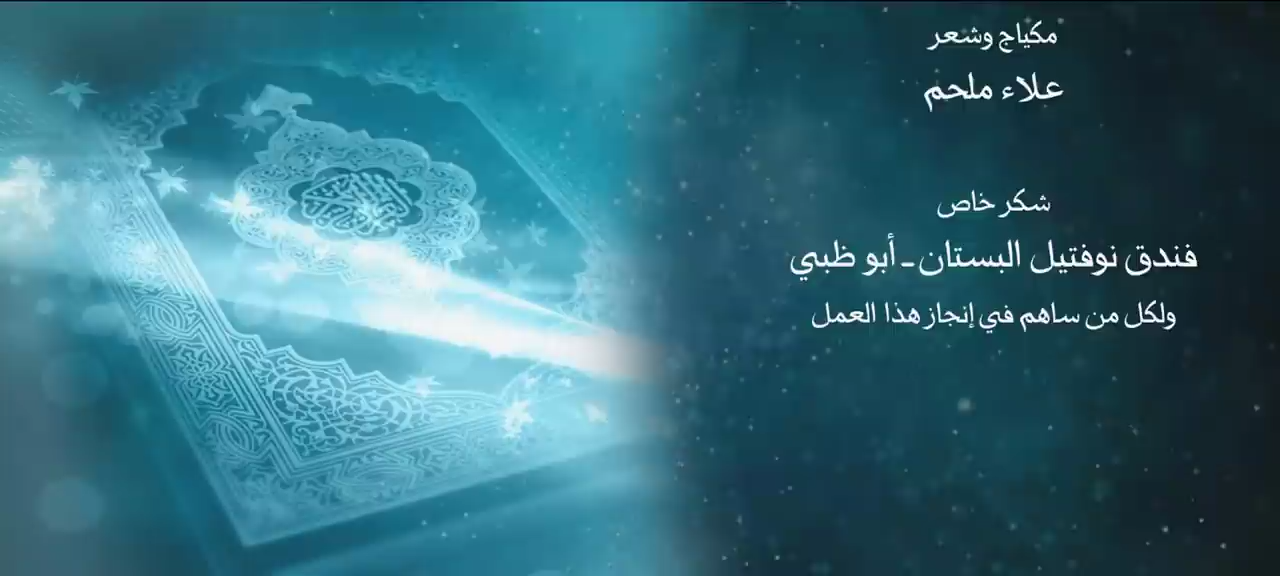 مكياج وشعر
علاء ملحم
شكر خاص
فندق نوفتيل البستان - أبو ظبي
ولكل من ساهم في إنجاز هذا العمل